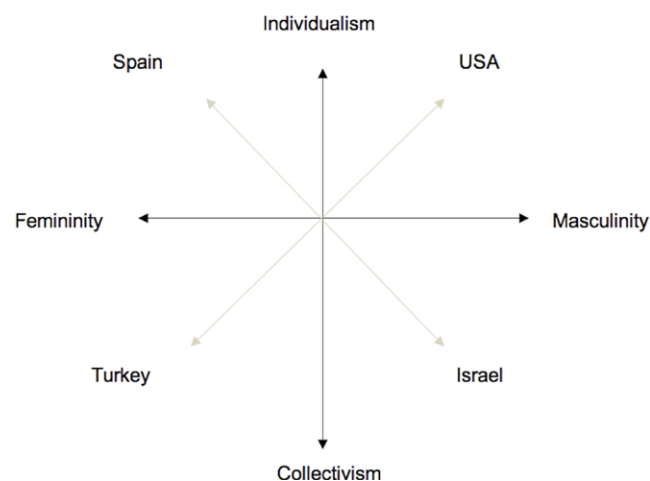 Individualism
Spain
USA
Femininity
Masculinity
Turkey
Israel
Collectivism